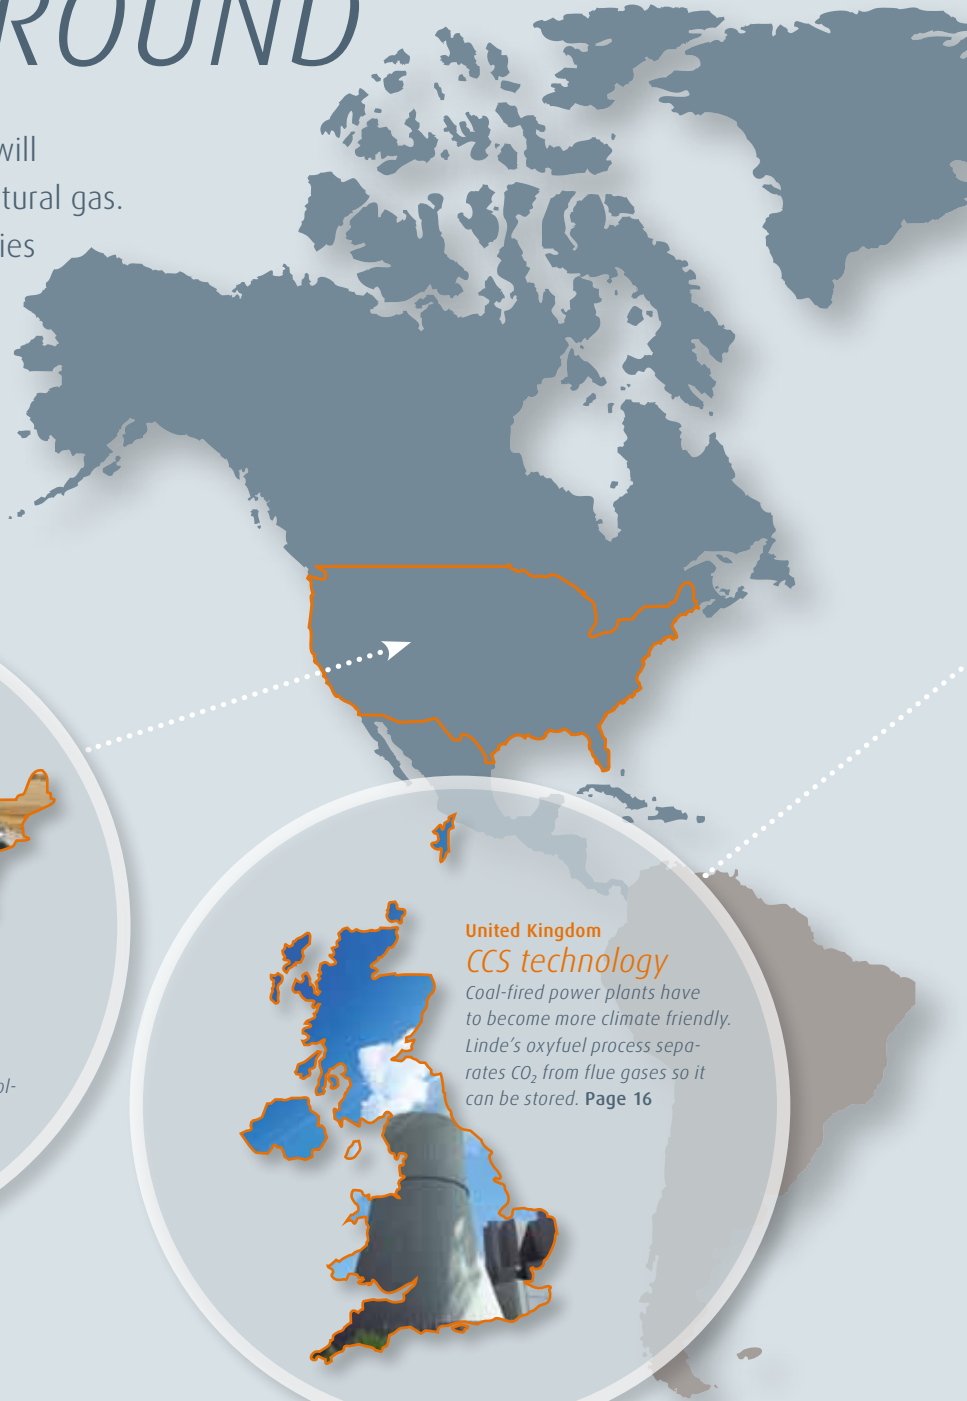 ROUND
will
tural gas.
ies
ol-
United Kingdom
CCS technology
Coal-fired power plants have
to become more climate friendly.
Linde’s oxyfuel process sepa-
rates CO₂ from flue gases so it
can be stored. Page 16